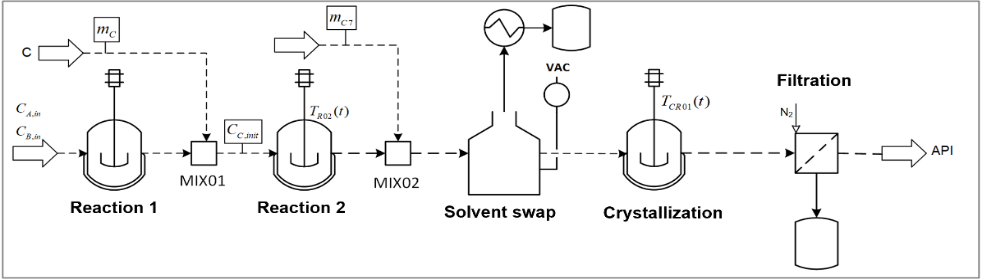 m_C
m_C7
C
VAC
Filtration
C_A,in
C_B,in
T_R02(t)
C_C,init
T_CR01(t)
N₂
API
MIX01
MIX02
Reaction 1
Reaction 2
Solvent swap
Crystallization